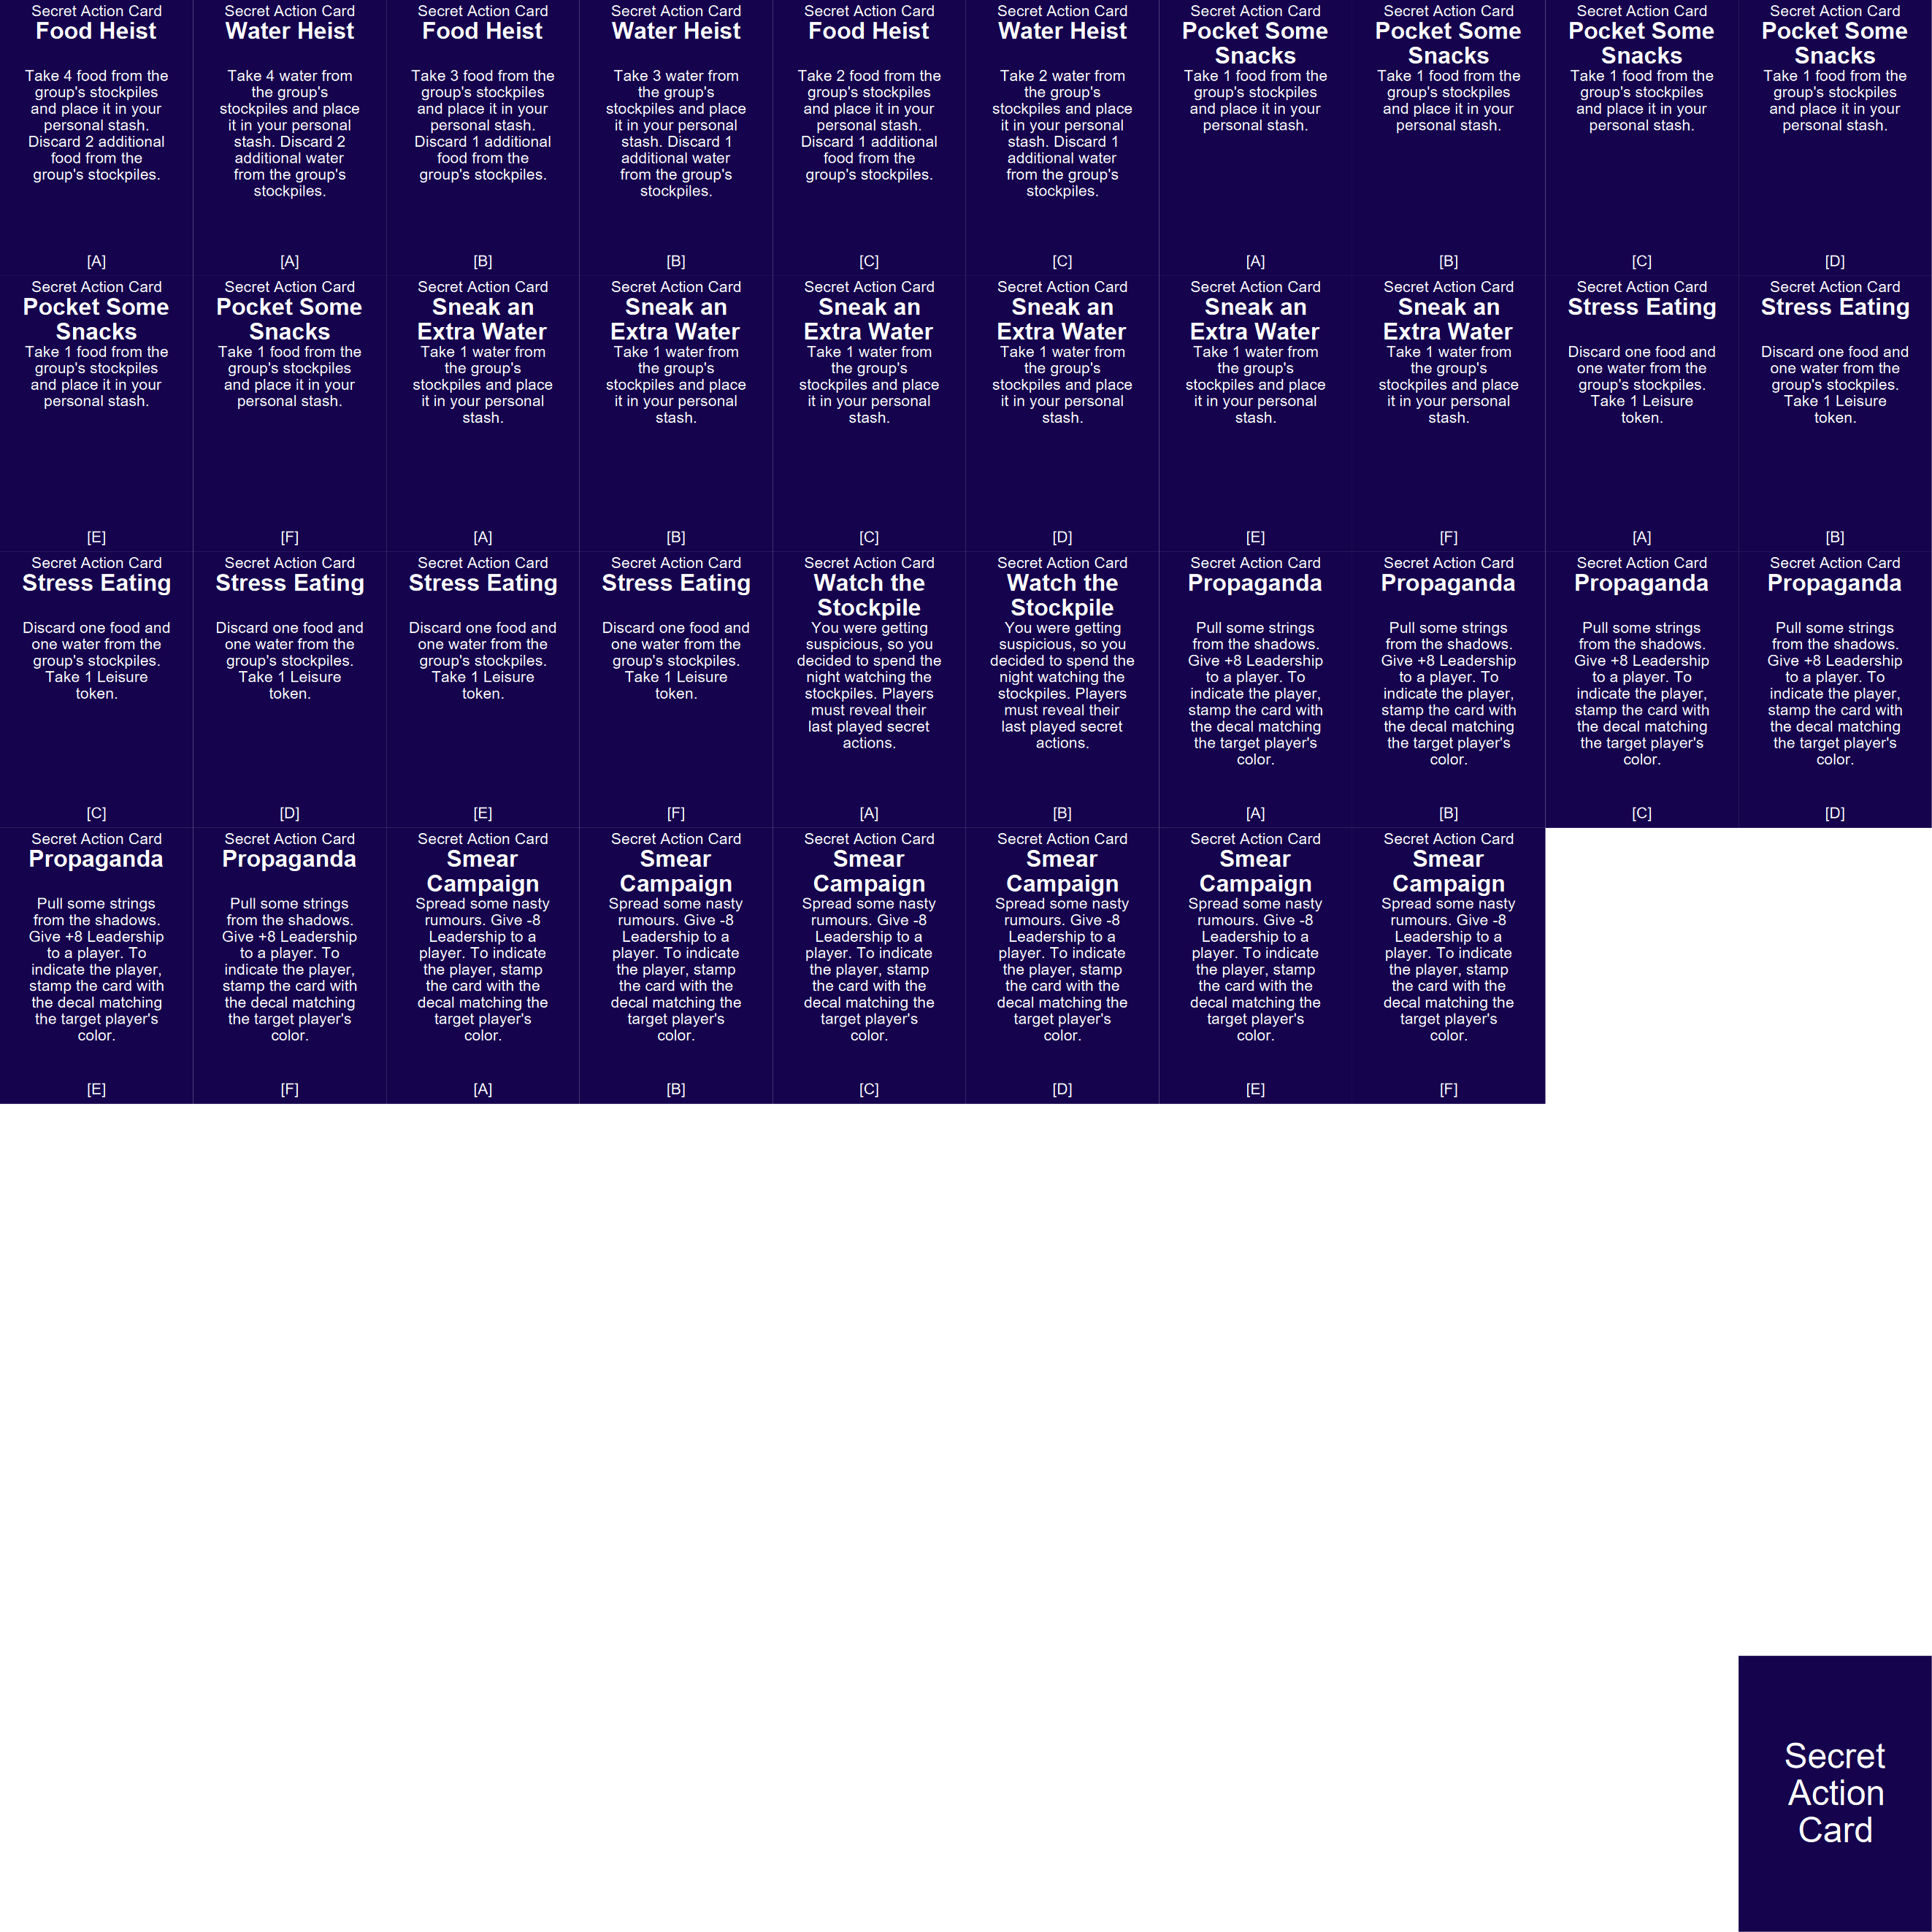 Secret Action Card
Food Heist
Take 4 food from the
group's stockpiles
and place it in your
personal stash.
Discard 2 additional
food from the
group's stockpiles.
[A]
Secret Action Card
Water Heist
Take 4 water from
the group's
stockpiles and place
it in your personal
stash. Discard 2
additional water
from the group's
stockpiles.
[A]
Secret Action Card
Food Heist
Take 3 food from the
group's stockpiles
and place it in your
personal stash.
Discard 1 additional
food from the
group's stockpiles.
[B]
Secret Action Card
Water Heist
Take 3 water from
the group's
stockpiles and place
it in your personal
stash. Discard 1
additional water
from the group's
stockpiles.
[B]
Secret Action Card
Food Heist
Take 2 food from the
group's stockpiles
and place it in your
personal stash.
Discard 1 additional
food from the
group's stockpiles.
[C]
Secret Action Card
Water Heist
Take 2 water from
the group's
stockpiles and place
it in your personal
stash. Discard 1
additional water
from the group's
stockpiles.
[C]
Secret Action Card
Pocket Some
Snacks
Take 1 food from the
group's stockpiles
and place it in your
personal stash.
[A]
Secret Action Card
Pocket Some
Snacks
Take 1 food from the
group's stockpiles
and place it in your
personal stash.
[B]
Secret Action Card
Pocket Some
Snacks
Take 1 food from the
group's stockpiles
and place it in your
personal stash.
[C]
Secret Action Card
Pocket Some
Snacks
Take 1 food from the
group's stockpiles
and place it in your
personal stash.
[D]
Secret Action Card
Pocket Some
Snacks
Take 1 food from the
group's stockpiles
and place it in your
personal stash.
[E]
Secret Action Card
Pocket Some
Snacks
Take 1 food from the
group's stockpiles
and place it in your
personal stash.
[F]
Secret Action Card
Sneak an
Extra Water
Take 1 water from
the group's
stockpiles and place
it in your personal
stash.
[A]
Secret Action Card
Sneak an
Extra Water
Take 1 water from
the group's
stockpiles and place
it in your personal
stash.
[B]
Secret Action Card
Sneak an
Extra Water
Take 1 water from
the group's
stockpiles and place
it in your personal
stash.
[C]
Secret Action Card
Sneak an
Extra Water
Take 1 water from
the group's
stockpiles and place
it in your personal
stash.
[D]
Secret Action Card
Sneak an
Extra Water
Take 1 water from
the group's
stockpiles and place
it in your personal
stash.
[E]
Secret Action Card
Sneak an
Extra Water
Take 1 water from
the group's
stockpiles and place
it in your personal
stash.
[F]
Secret Action Card
Stress Eating
Discard one food and
one water from the
group's stockpiles.
Take 1 Leisure
token.
[A]
Secret Action Card
Stress Eating
Discard one food and
one water from the
group's stockpiles.
Take 1 Leisure
token.
[B]
Secret Action Card
Stress Eating
Discard one food and
one water from the
group's stockpiles.
Take 1 Leisure
token.
[C]
Secret Action Card
Stress Eating
Discard one food and
one water from the
group's stockpiles.
Take 1 Leisure
token.
[D]
Secret Action Card
Stress Eating
Discard one food and
one water from the
group's stockpiles.
Take 1 Leisure
token.
[E]
Secret Action Card
Stress Eating
Discard one food and
one water from the
group's stockpiles.
Take 1 Leisure
token.
[F]
Secret Action Card
Watch the
Stockpile
You were getting
suspicious, so you
decided to spend the
night watching the
stockpiles. Players
must reveal their
last played secret
actions.
[A]
Secret Action Card
Watch the
Stockpile
You were getting
suspicious, so you
decided to spend the
night watching the
stockpiles. Players
must reveal their
last played secret
actions.
[B]
Secret Action Card
Propaganda
Pull some strings
from the shadows.
Give +8 Leadership
to a player. To
indicate the player,
stamp the card with
the decal matching
the target player's
color.
[A]
Secret Action Card
Propaganda
Pull some strings
from the shadows.
Give +8 Leadership
to a player. To
indicate the player,
stamp the card with
the decal matching
the target player's
color.
[B]
Secret Action Card
Propaganda
Pull some strings
from the shadows.
Give +8 Leadership
to a player. To
indicate the player,
stamp the card with
the decal matching
the target player's
color.
[C]
Secret Action Card
Propaganda
Pull some strings
from the shadows.
Give +8 Leadership
to a player. To
indicate the player,
stamp the card with
the decal matching
the target player's
color.
[D]
Secret Action Card
Propaganda
Pull some strings
from the shadows.
Give +8 Leadership
to a player. To
indicate the player,
stamp the card with
the decal matching
the target player's
color.
[E]
Secret Action Card
Propaganda
Pull some strings
from the shadows.
Give +8 Leadership
to a player. To
indicate the player,
stamp the card with
the decal matching
the target player's
color.
[F]
Secret Action Card
Smear
Campaign
Spread some nasty
rumours. Give -8
Leadership to a
player. To indicate
the player, stamp
the card with the
decal matching the
target player's
color.
[A]
Secret Action Card
Smear
Campaign
Spread some nasty
rumours. Give -8
Leadership to a
player. To indicate
the player, stamp
the card with the
decal matching the
target player's
color.
[B]
Secret Action Card
Smear
Campaign
Spread some nasty
rumours. Give -8
Leadership to a
player. To indicate
the player, stamp
the card with the
decal matching the
target player's
color.
[C]
Secret Action Card
Smear
Campaign
Spread some nasty
rumours. Give -8
Leadership to a
player. To indicate
the player, stamp
the card with the
decal matching the
target player's
color.
[D]
Secret Action Card
Smear
Campaign
Spread some nasty
rumours. Give -8
Leadership to a
player. To indicate
the player, stamp
the card with the
decal matching the
target player's
color.
[E]
Secret Action Card
Smear
Campaign
Spread some nasty
rumours. Give -8
Leadership to a
player. To indicate
the player, stamp
the card with the
decal matching the
target player's
color.
[F]
Secret
Action
Card